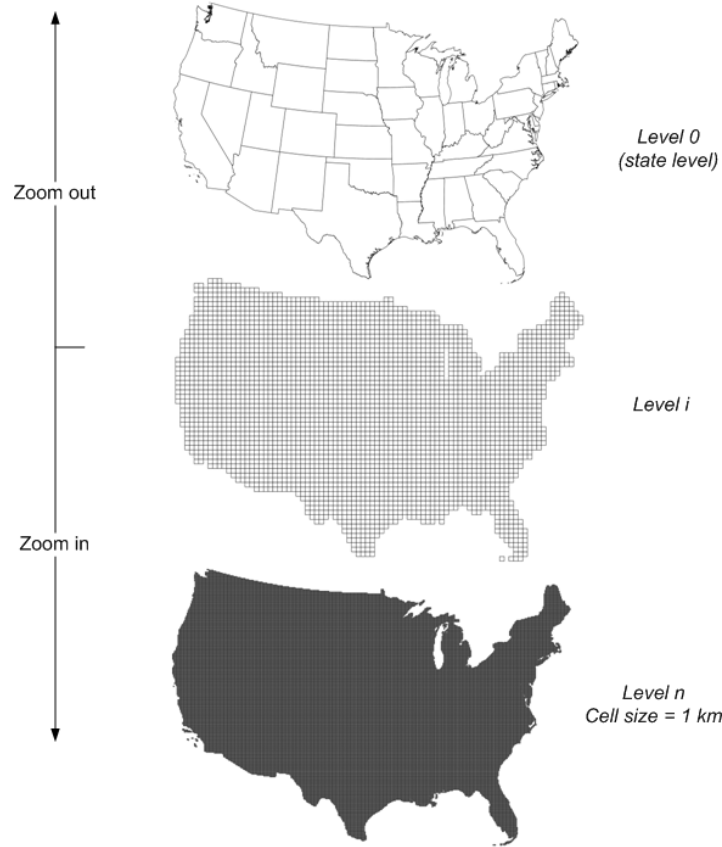 Level 0
(state level)
Zoom out
Level i
Zoom in
Level n
Cell size = 1 km